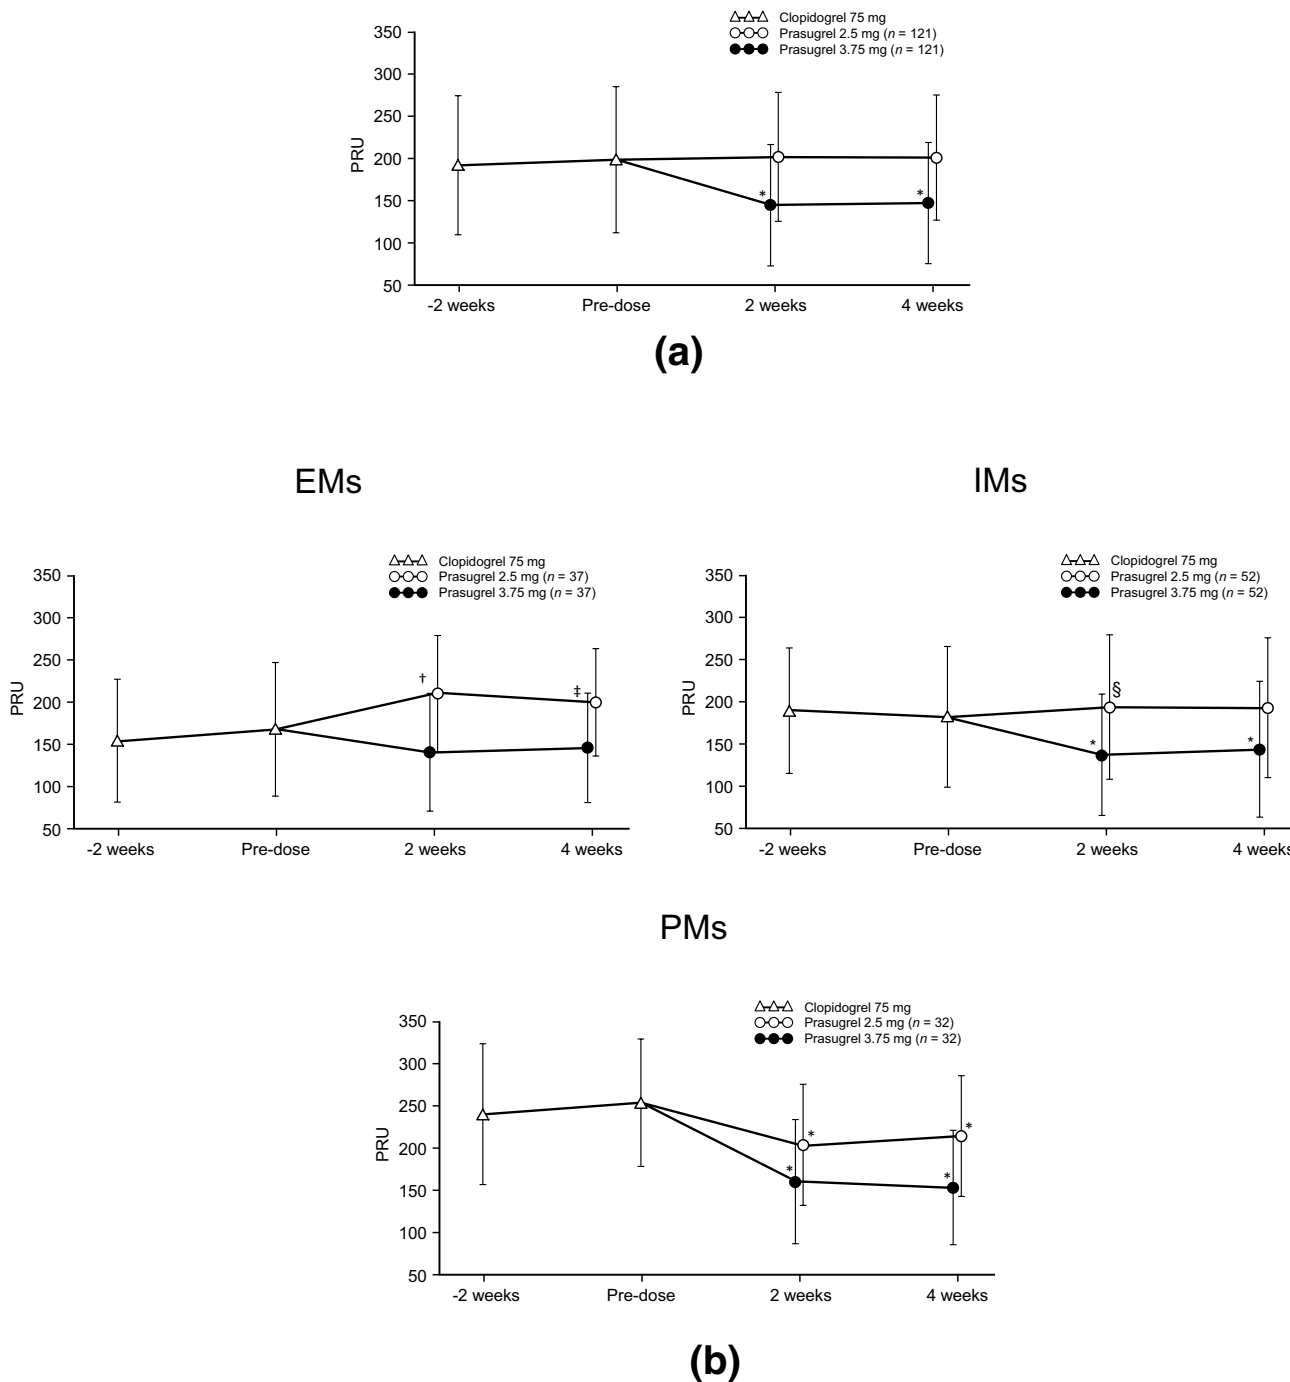 Clopidogrel 75 mg
Prasugrel 2.5 mg (n = 121)
Prasugrel 3.75 mg (n = 121)
350
300
250
200
150
100
50
PRU
*
*
-2 weeks Pre-dose 2 weeks 4 weeks
(a)
EMs
Clopidogrel 75 mg
Prasugrel 2.5 mg (n = 37)
Prasugrel 3.75 mg (n = 37)
350
300
250
200
150
100
50
PRU
†
‡
-2 weeks Pre-dose 2 weeks 4 weeks
IMs
Clopidogrel 75 mg
Prasugrel 2.5 mg (n = 52)
Prasugrel 3.75 mg (n = 52)
350
300
250
200
150
100
50
PRU
§
*
*
-2 weeks Pre-dose 2 weeks 4 weeks
PMs
Clopidogrel 75 mg
Prasugrel 2.5 mg (n = 32)
Prasugrel 3.75 mg (n = 32)
350
300
250
200
150
100
50
PRU
*
*
*
*
-2 weeks Pre-dose 2 weeks 4 weeks
(b)